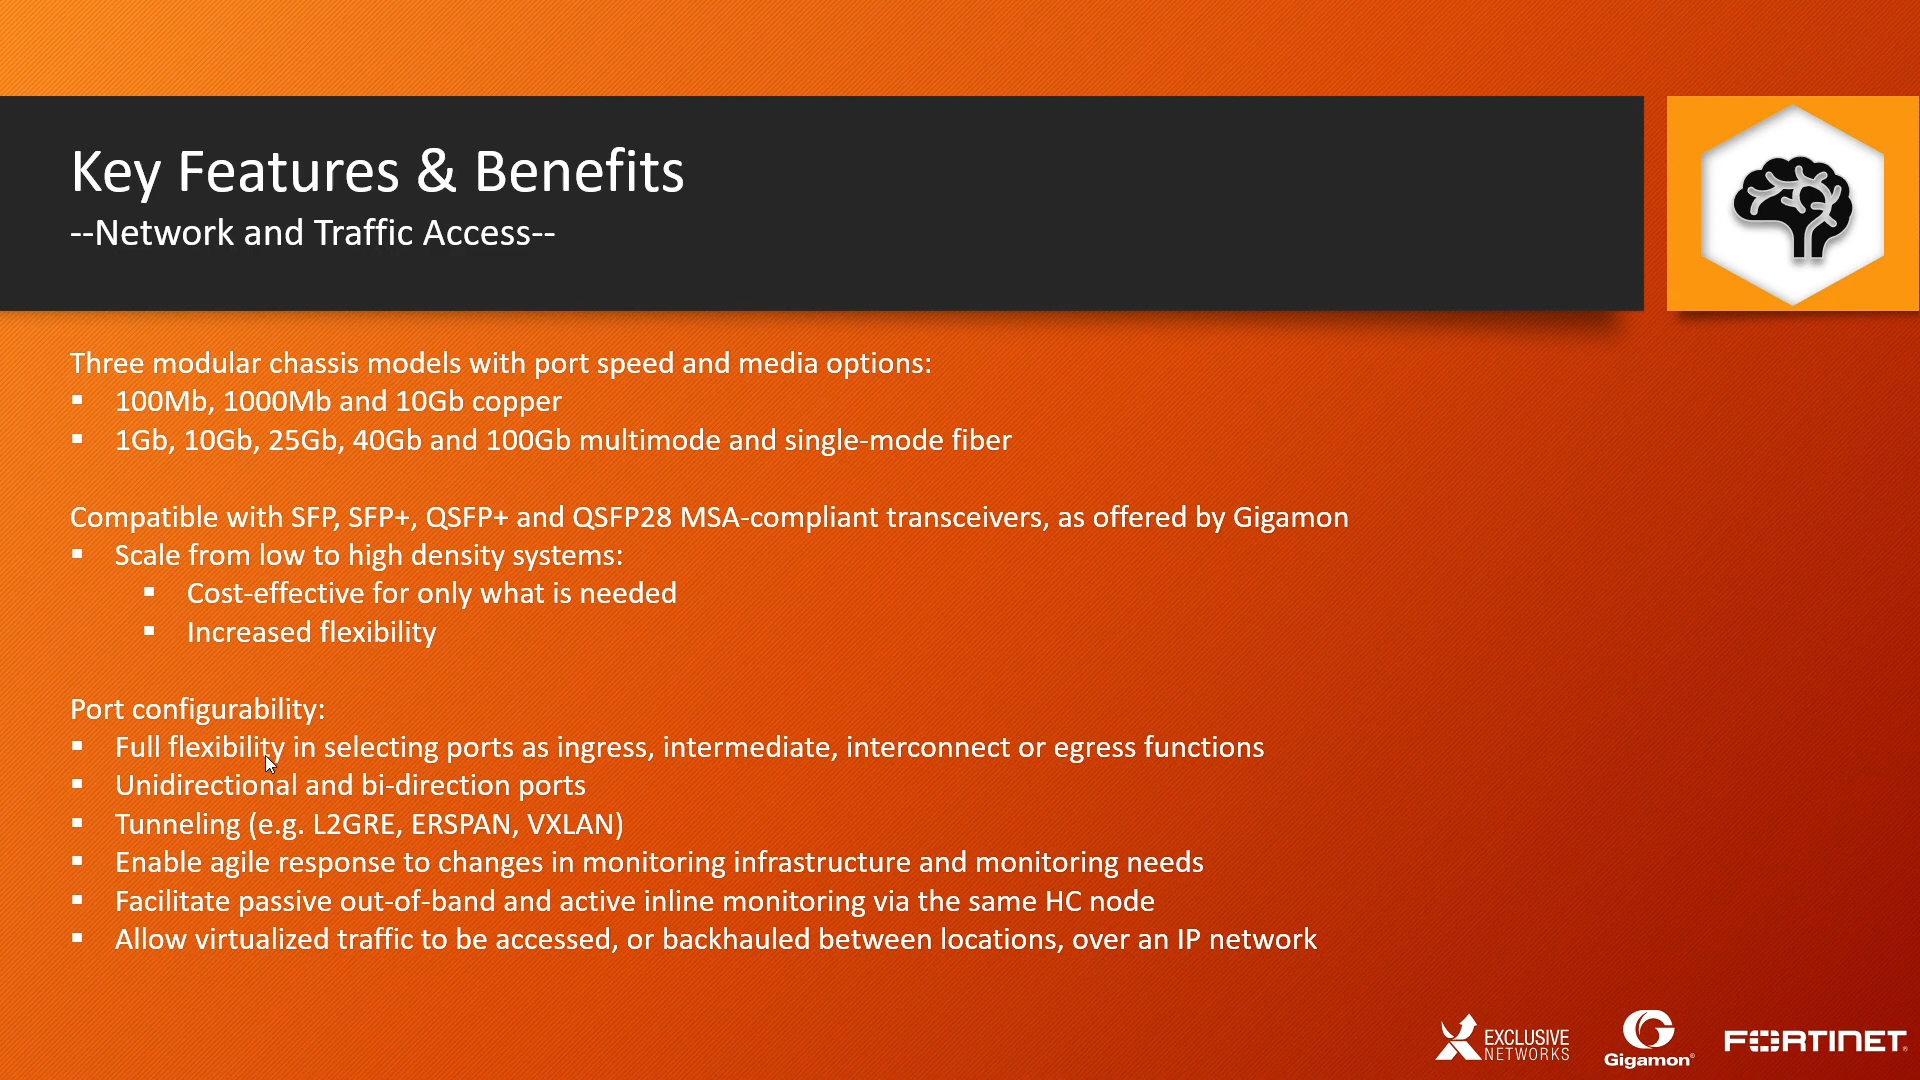 Key Features & Benefits
--Network and Traffic Access--
Three modular chassis models with port speed and media options:
▪ 100Mb, 1000Mb and 10Gb copper
▪ 1Gb, 10Gb, 25Gb, 40Gb and 100Gb multimode and single-mode fiber
Compatible with SFP, SFP+, QSFP+ and QSFP28 MSA-compliant transceivers, as offered by Gigamon
▪ Scale from low to high density systems:
▪ Cost-effective for only what is needed
▪ Increased flexibility
Port configurability:
▪ Full flexibility in selecting ports as ingress, intermediate, interconnect or egress functions
▪ Unidirectional and bi-direction ports
▪ Tunneling (e.g. L2GRE, ERSPAN, VXLAN)
▪ Enable agile response to changes in monitoring infrastructure and monitoring needs
▪ Facilitate passive out-of-band and active inline monitoring via the same HC node
▪ Allow virtualized traffic to be accessed, or backhauled between locations, over an IP network
EXCLUSIVE
NETWORKS
Gigamon®
FORTINET®